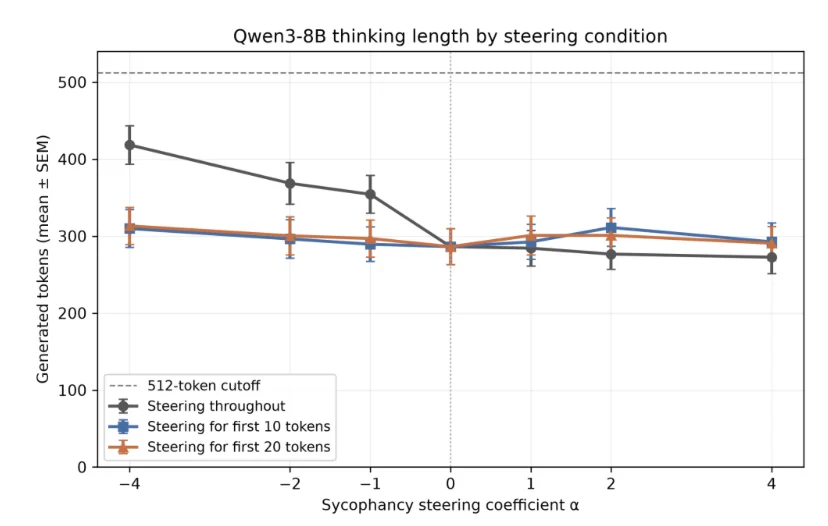 Qwen3-8B thinking length by steering condition
Generated tokens (mean ± SEM)
500
400
300
200
100
0
512-token cutoff
Steering throughout
Steering for first 10 tokens
Steering for first 20 tokens
−4
−2
−1
0
1
2
4
Sycophancy steering coefficient α